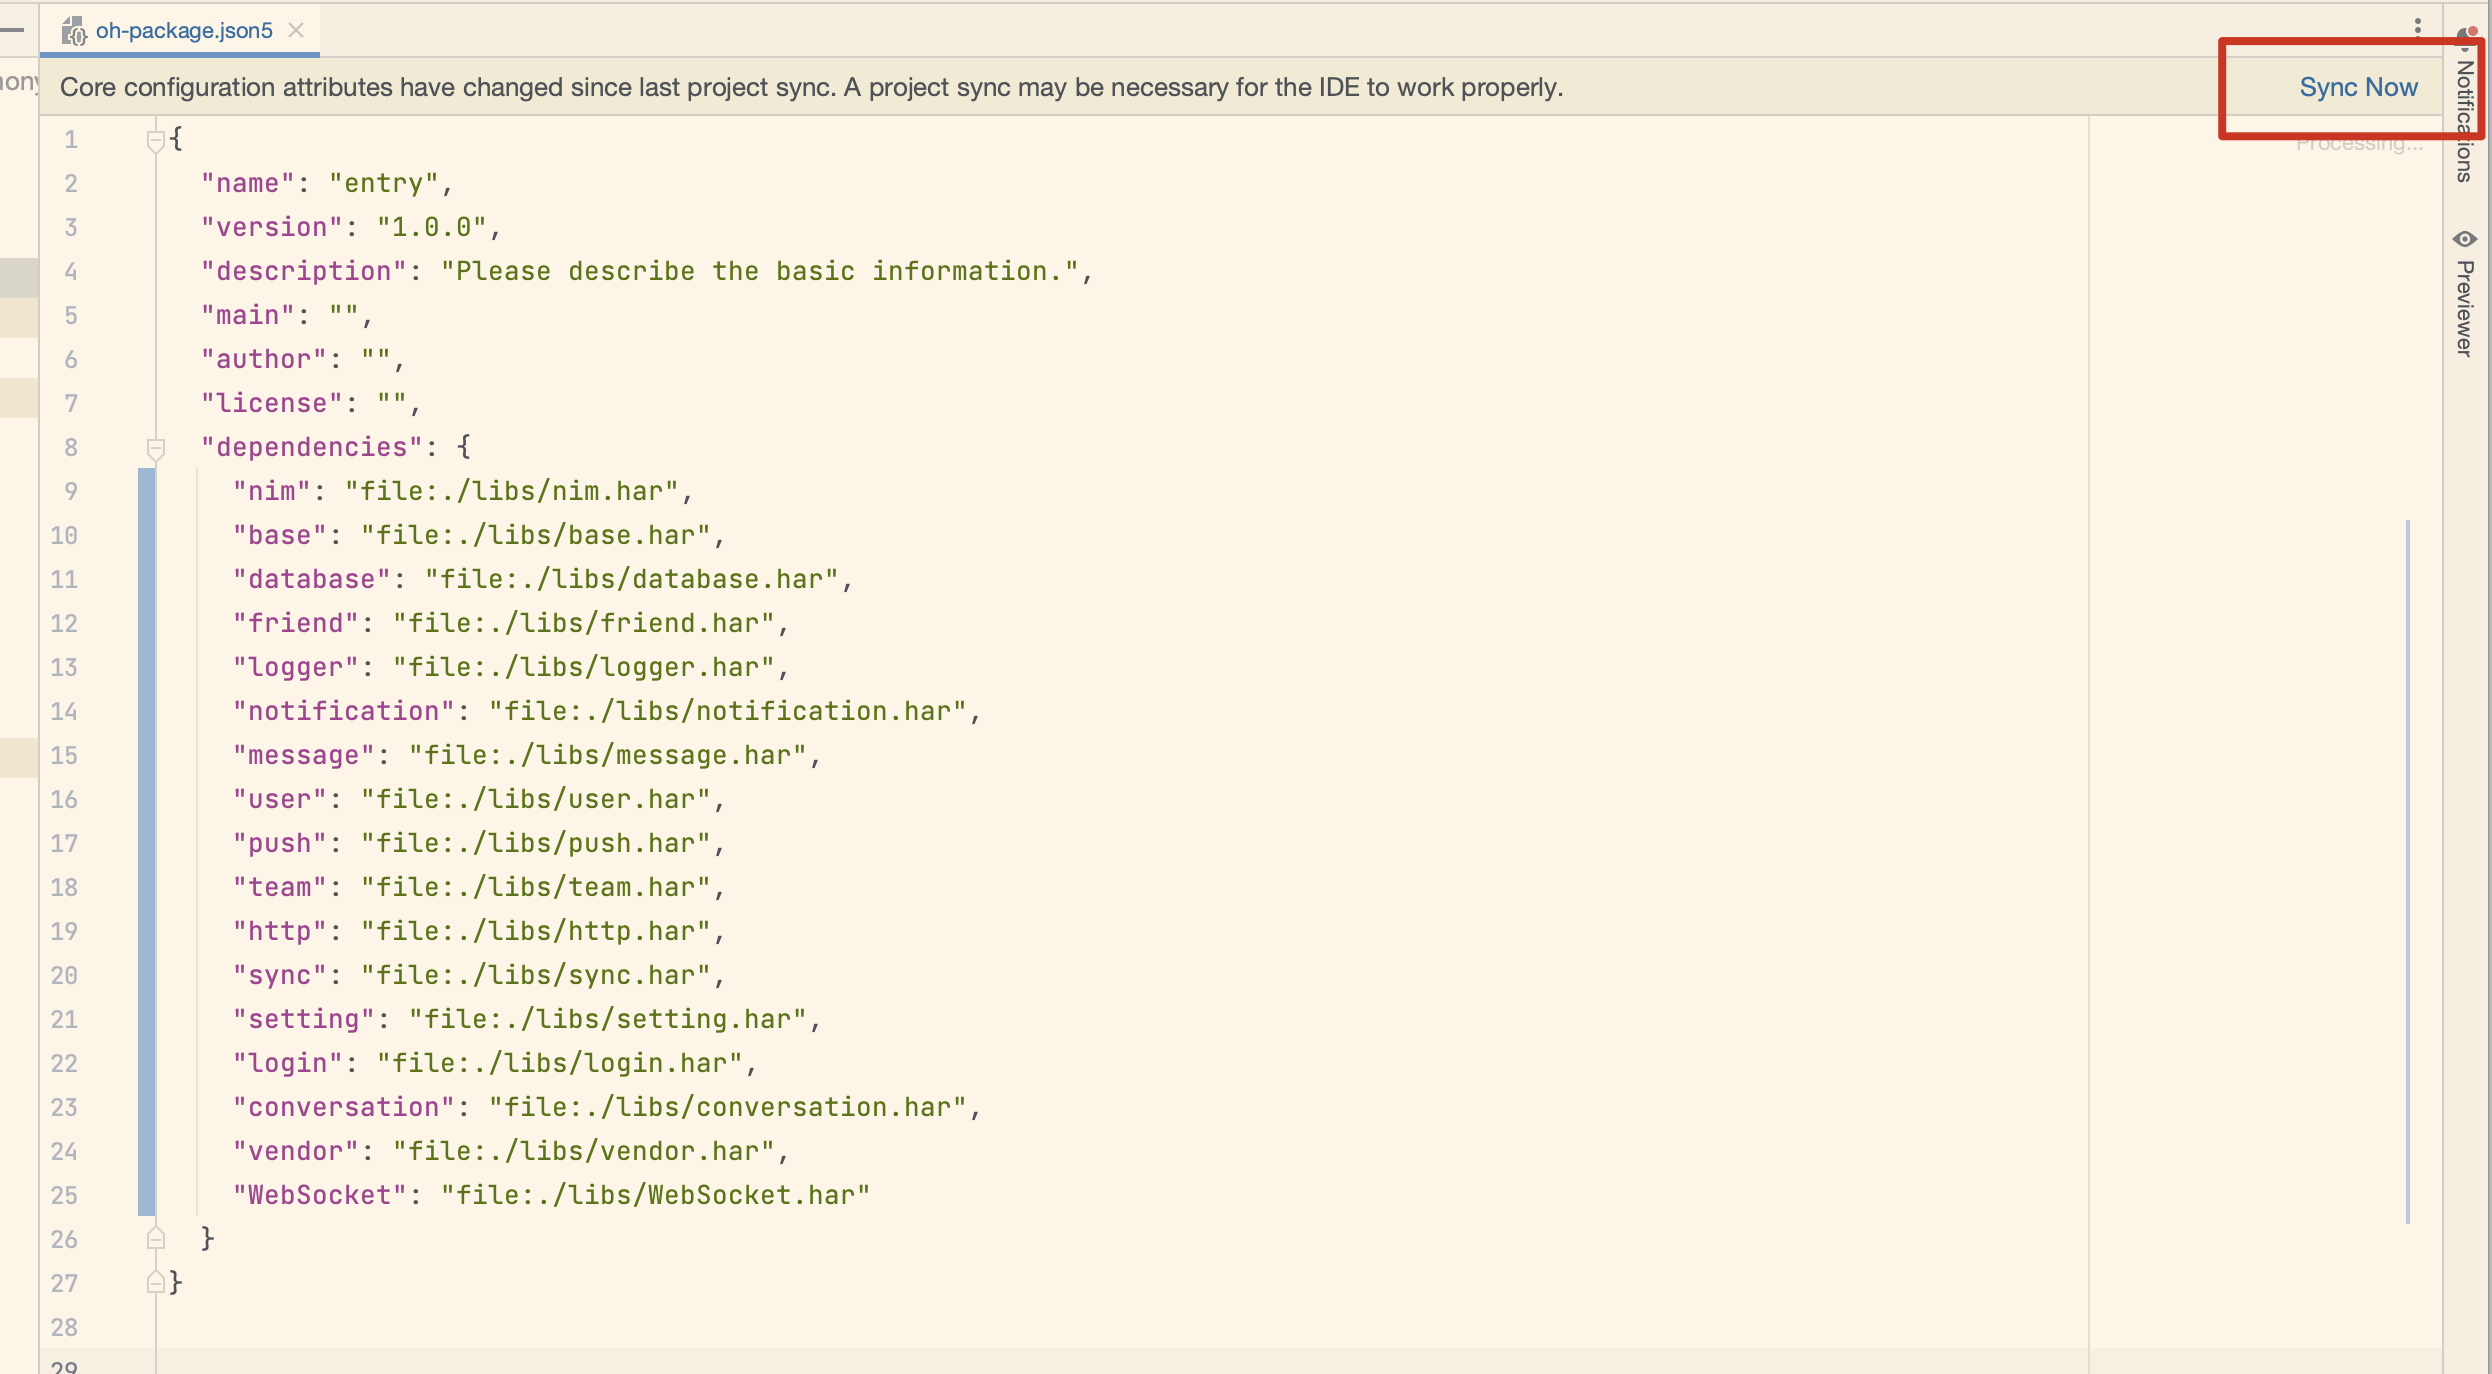 oh-package.json5
Core configuration attributes have changed since last project sync. A project sync may be necessary for the IDE to work properly.
Sync Now
Processing...
Notifications
Previewer
1 {
2 "name": "entry",
3 "version": "1.0.0",
4 "description": "Please describe the basic information.",
5 "main": "",
6 "author": "",
7 "license": "",
8 "dependencies": {
9 "nim": "file:./libs/nim.har",
10 "base": "file:./libs/base.har",
11 "database": "file:./libs/database.har",
12 "friend": "file:./libs/friend.har",
13 "logger": "file:./libs/logger.har",
14 "notification": "file:./libs/notification.har",
15 "message": "file:./libs/message.har",
16 "user": "file:./libs/user.har",
17 "push": "file:./libs/push.har",
18 "team": "file:./libs/team.har",
19 "http": "file:./libs/http.har",
20 "sync": "file:./libs/sync.har",
21 "setting": "file:./libs/setting.har",
22 "login": "file:./libs/login.har",
23 "conversation": "file:./libs/conversation.har",
24 "vendor": "file:./libs/vendor.har",
25 "WebSocket": "file:./libs/WebSocket.har"
26 }
27 }
28
29